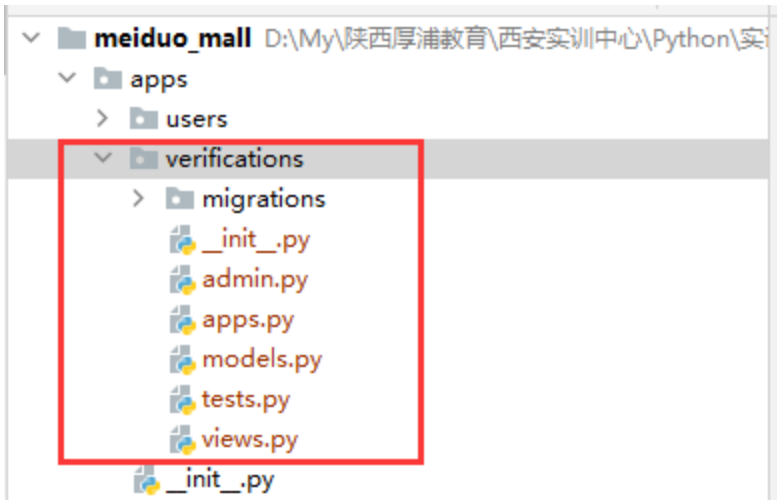 meiduo_mall D:\My\陕西厚浦教育\西安实训中心\Python\实
apps
users
verifications
migrations
__init__.py
admin.py
apps.py
models.py
tests.py
views.py
__init__.py